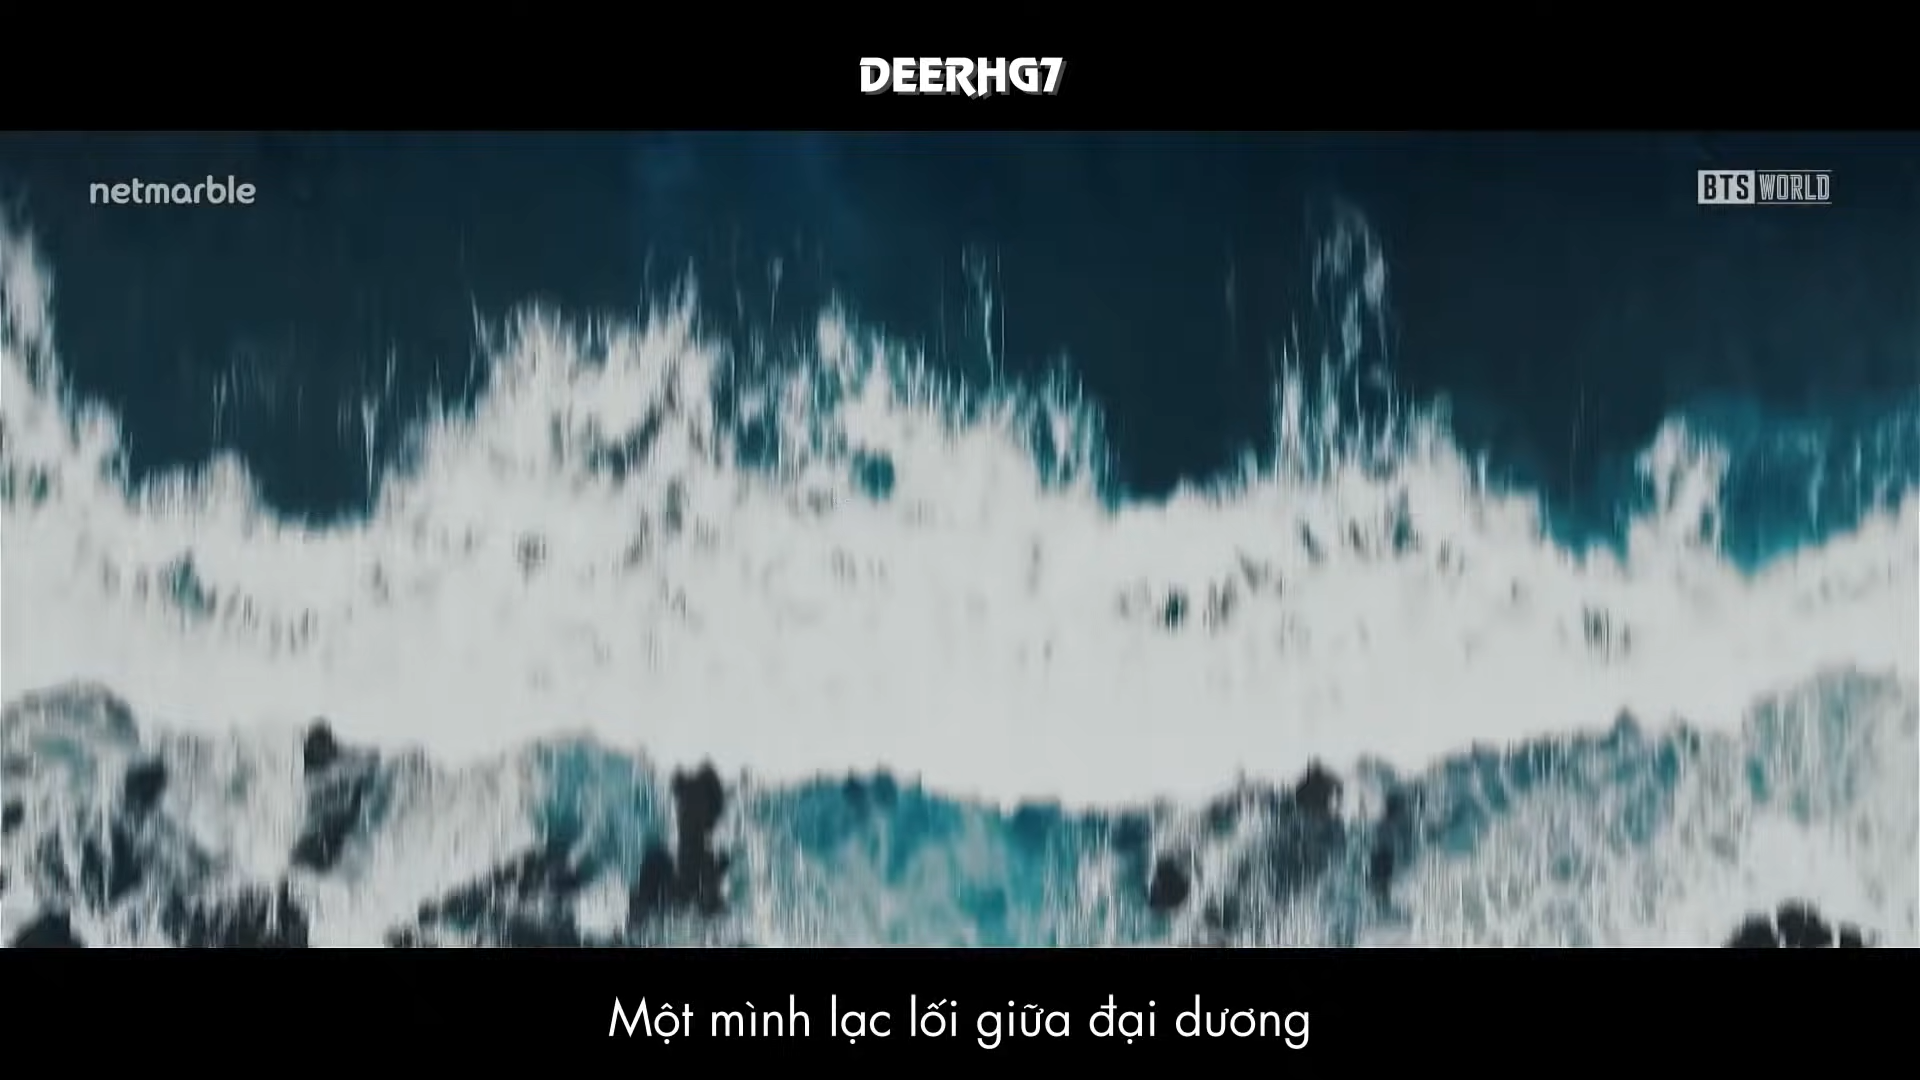 DEERHG7
netmarble
BTS WORLD
Một mình lạc lối giữa đại dương